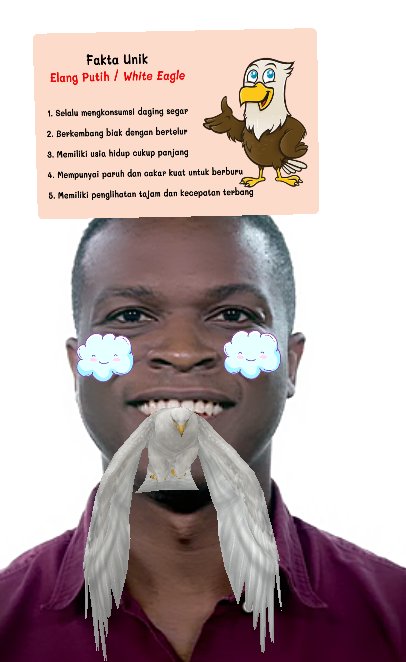 Fakta Unik
Elang Putih / White Eagle
1. Selalu mengkonsumsi daging segar
2. Berkembang biak dengan bertelur
3. Memiliki usia hidup cukup panjang
4. Mempunyai paruh dan cakar kuat untuk berburu
5. Memiliki penglihatan tajam dan kecepatan terbang